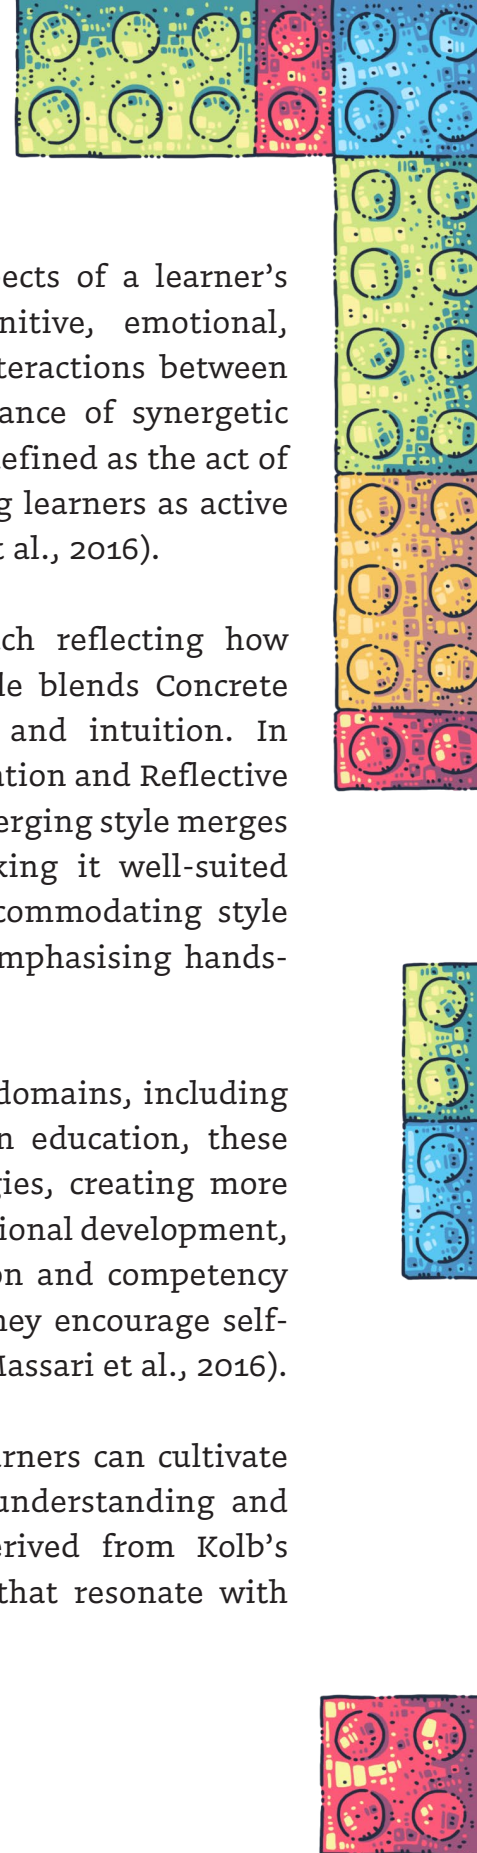 ects of a learner's
nitive, emotional,
teractions between
ance of synergetic
efined as the act of
g learners as active
t al., 2016).
ch reflecting how
le blends Concrete
and intuition. In
ation and Reflective
erging style merges
king it well-suited
commodating style
mphasising hands-
domains, including
n education, these
gies, creating more
ional development,
on and competency
hey encourage self-
Massari et al., 2016).
arners can cultivate
understanding and
erived from Kolb's
that resonate with